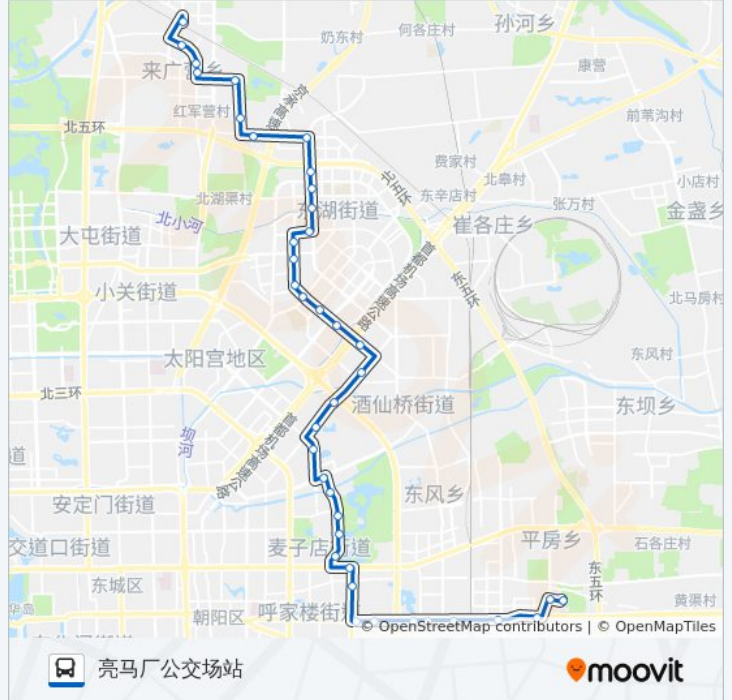 孙河乡
何各庄村
奶东村
来广营乡
康营
京承高速
红军营村
前苇沟村
北五环
费家村
北皋村
小店村
北五环
东辛店村
张万村
北湖渠村
东湖街道
金盏乡
北小河
崔各庄乡
大屯街道
首都机场高速公路
东五环
小关街道
北马房村
太阳宫地区
东风村
北三环
酒仙桥街道
东坝乡
首都机场高速公路
坝河
道
安定门街道
东风乡
交道口街道
麦子店街道
平房乡
石各庄村
东五环
东城区
朝阳区
呼家楼街
黄渠村
华岛
© OpenStreetMap contributors | © OpenMapTiles
亮马厂公交场站
moovit